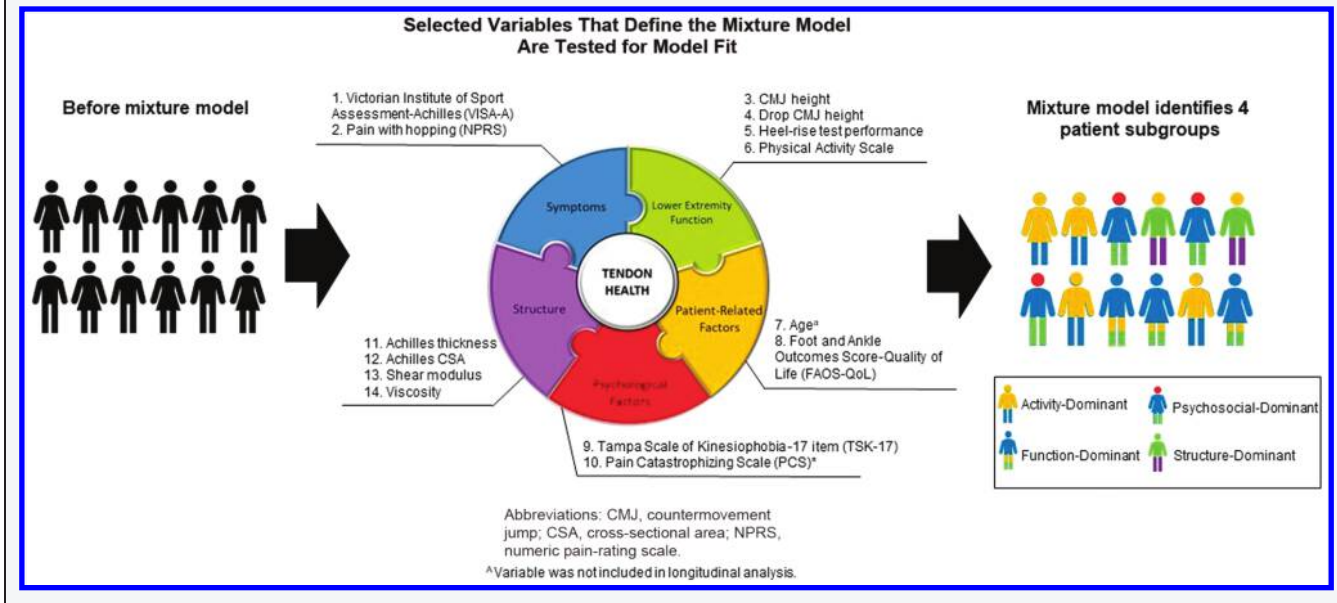 Selected Variables That Define the Mixture Model
Are Tested for Model Fit
Before mixture model
1. Victorian Institute of Sport
Assessment-Achilles (VISA-A)
2. Pain with hopping (NPRS)
3. CMJ height
4. Drop CMJ height
5. Heel-rise test performance
6. Physical Activity Scale
Mixture model identifies 4
patient subgroups
Symptoms
Lower Extremity
Function
TENDON
HEALTH
Structure
Patient-Related
Factors
Psychological
Factors
7. Ageᵃ
8. Foot and Ankle
Outcomes Score-Quality of
Life (FAOS-QoL)
11. Achilles thickness
12. Achilles CSA
13. Shear modulus
14. Viscosity
9. Tampa Scale of Kinesiophobia-17 item (TSK-17)
10. Pain Catastrophizing Scale (PCS)ᵃ
Activity-Dominant
Psychosocial-Dominant
Function-Dominant
Structure-Dominant
Abbreviations: CMJ, countermovement
jump; CSA, cross-sectional area; NPRS,
numeric pain-rating scale.
ᴬVariable was not included in longitudinal analysis.